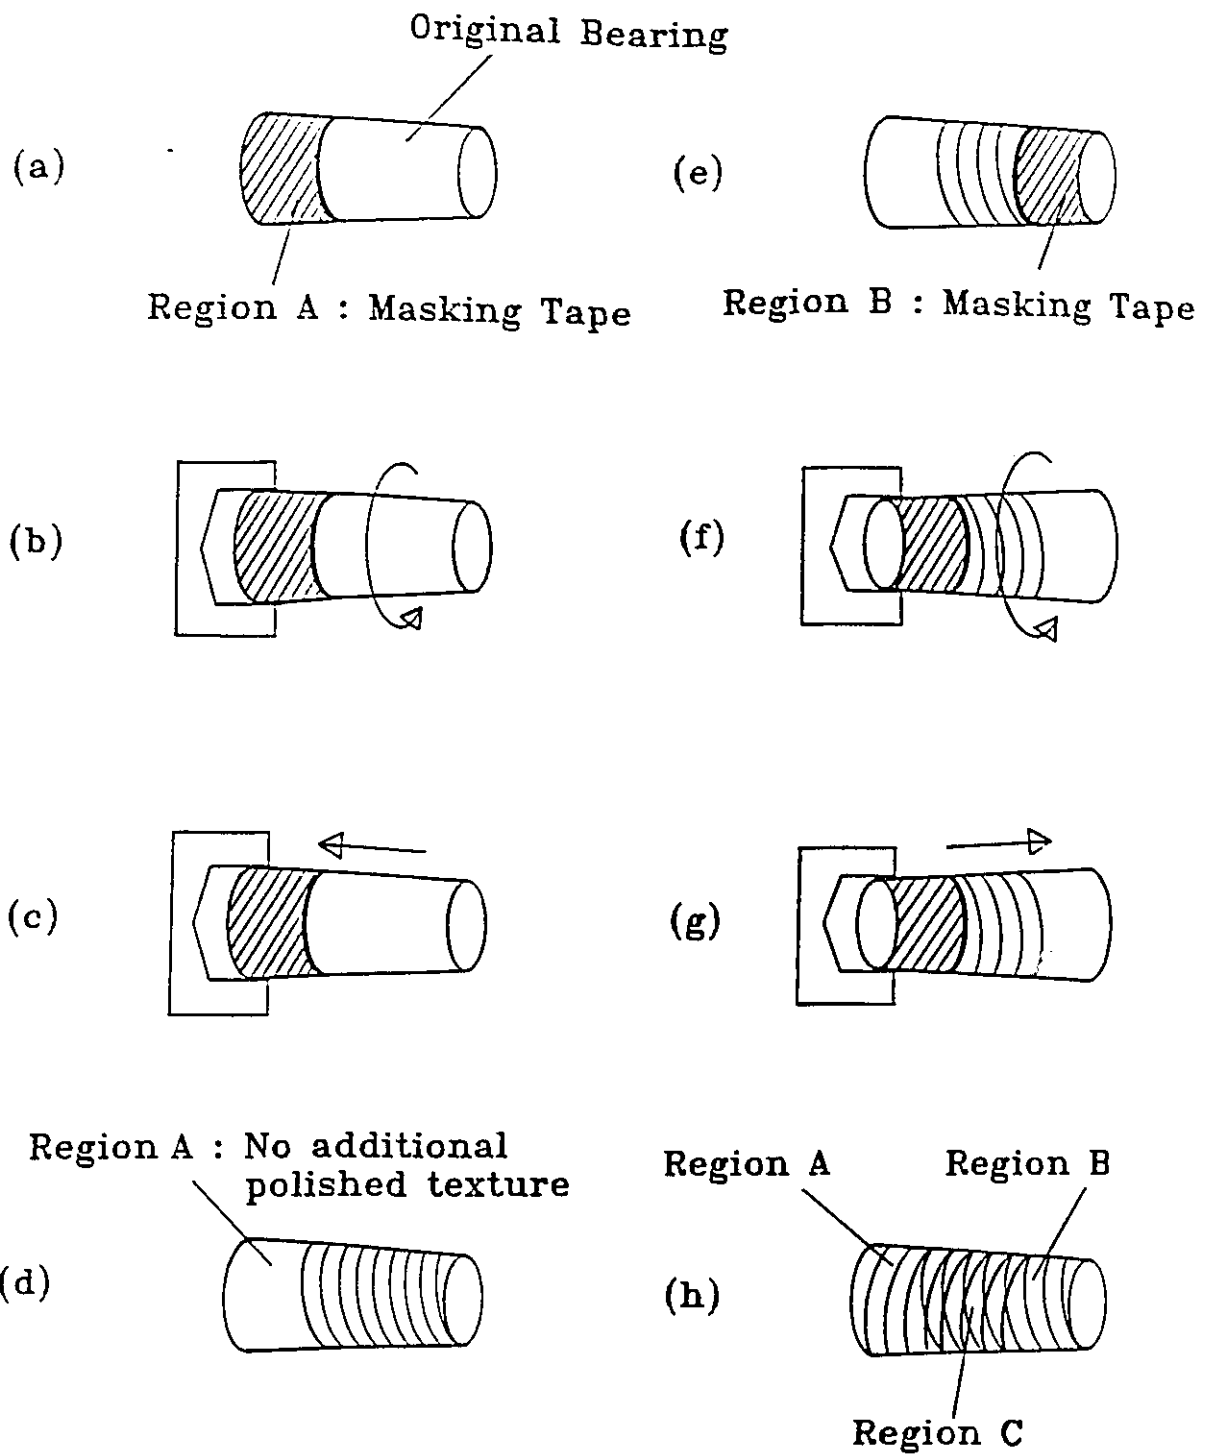 Original Bearing
(a)
(e)
Region A : Masking Tape
Region B : Masking Tape
(b)
(f)
(c)
(g)
Region A : No additional
polished texture
Region A
Region B
(d)
(h)
Region C